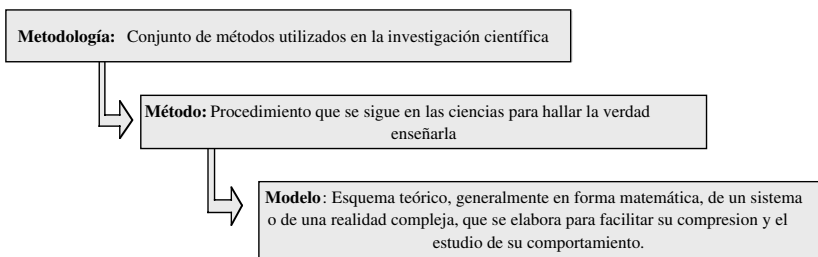 Metodología: Conjunto de métodos utilizados en la investigación científica
Método: Procedimiento que se sigue en las ciencias para hallar la verdad
enseñarla
Modelo: Esquema teórico, generalmente en forma matemática, de un sistema
o de una realidad compleja, que se elabora para facilitar su compresion y el
estudio de su comportamiento.